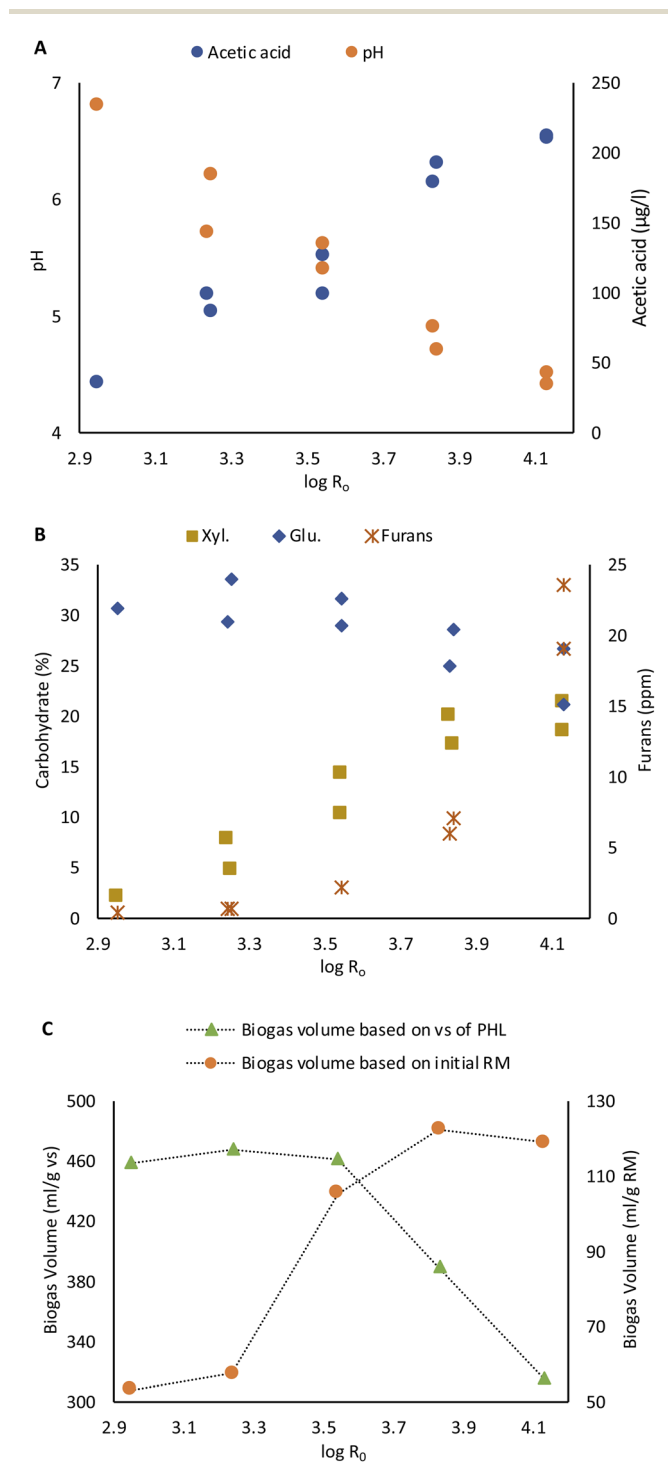 A
Acetic acid
pH
7
6
5
4
pH
250
200
150
100
50
0
Acetic acid (µg/l)
2.9 3.1 3.3 3.5 3.7 3.9 4.1
log Ro
B
Xyl. Glu. Furans
35
30
25
20
15
10
5
0
Carbohydrate (%)
25
20
15
10
5
0
Furans (ppm)
2.9 3.1 3.3 3.5 3.7 3.9 4.1
log Ro
C
Biogas volume based on vs of PHL
Biogas volume based on initial RM
500
460
420
380
340
300
Biogas Volume (ml/g vs)
130
110
90
70
50
Biogas Volume (ml/g RM)
2.9 3.1 3.3 3.5 3.7 3.9 4.1
log R0